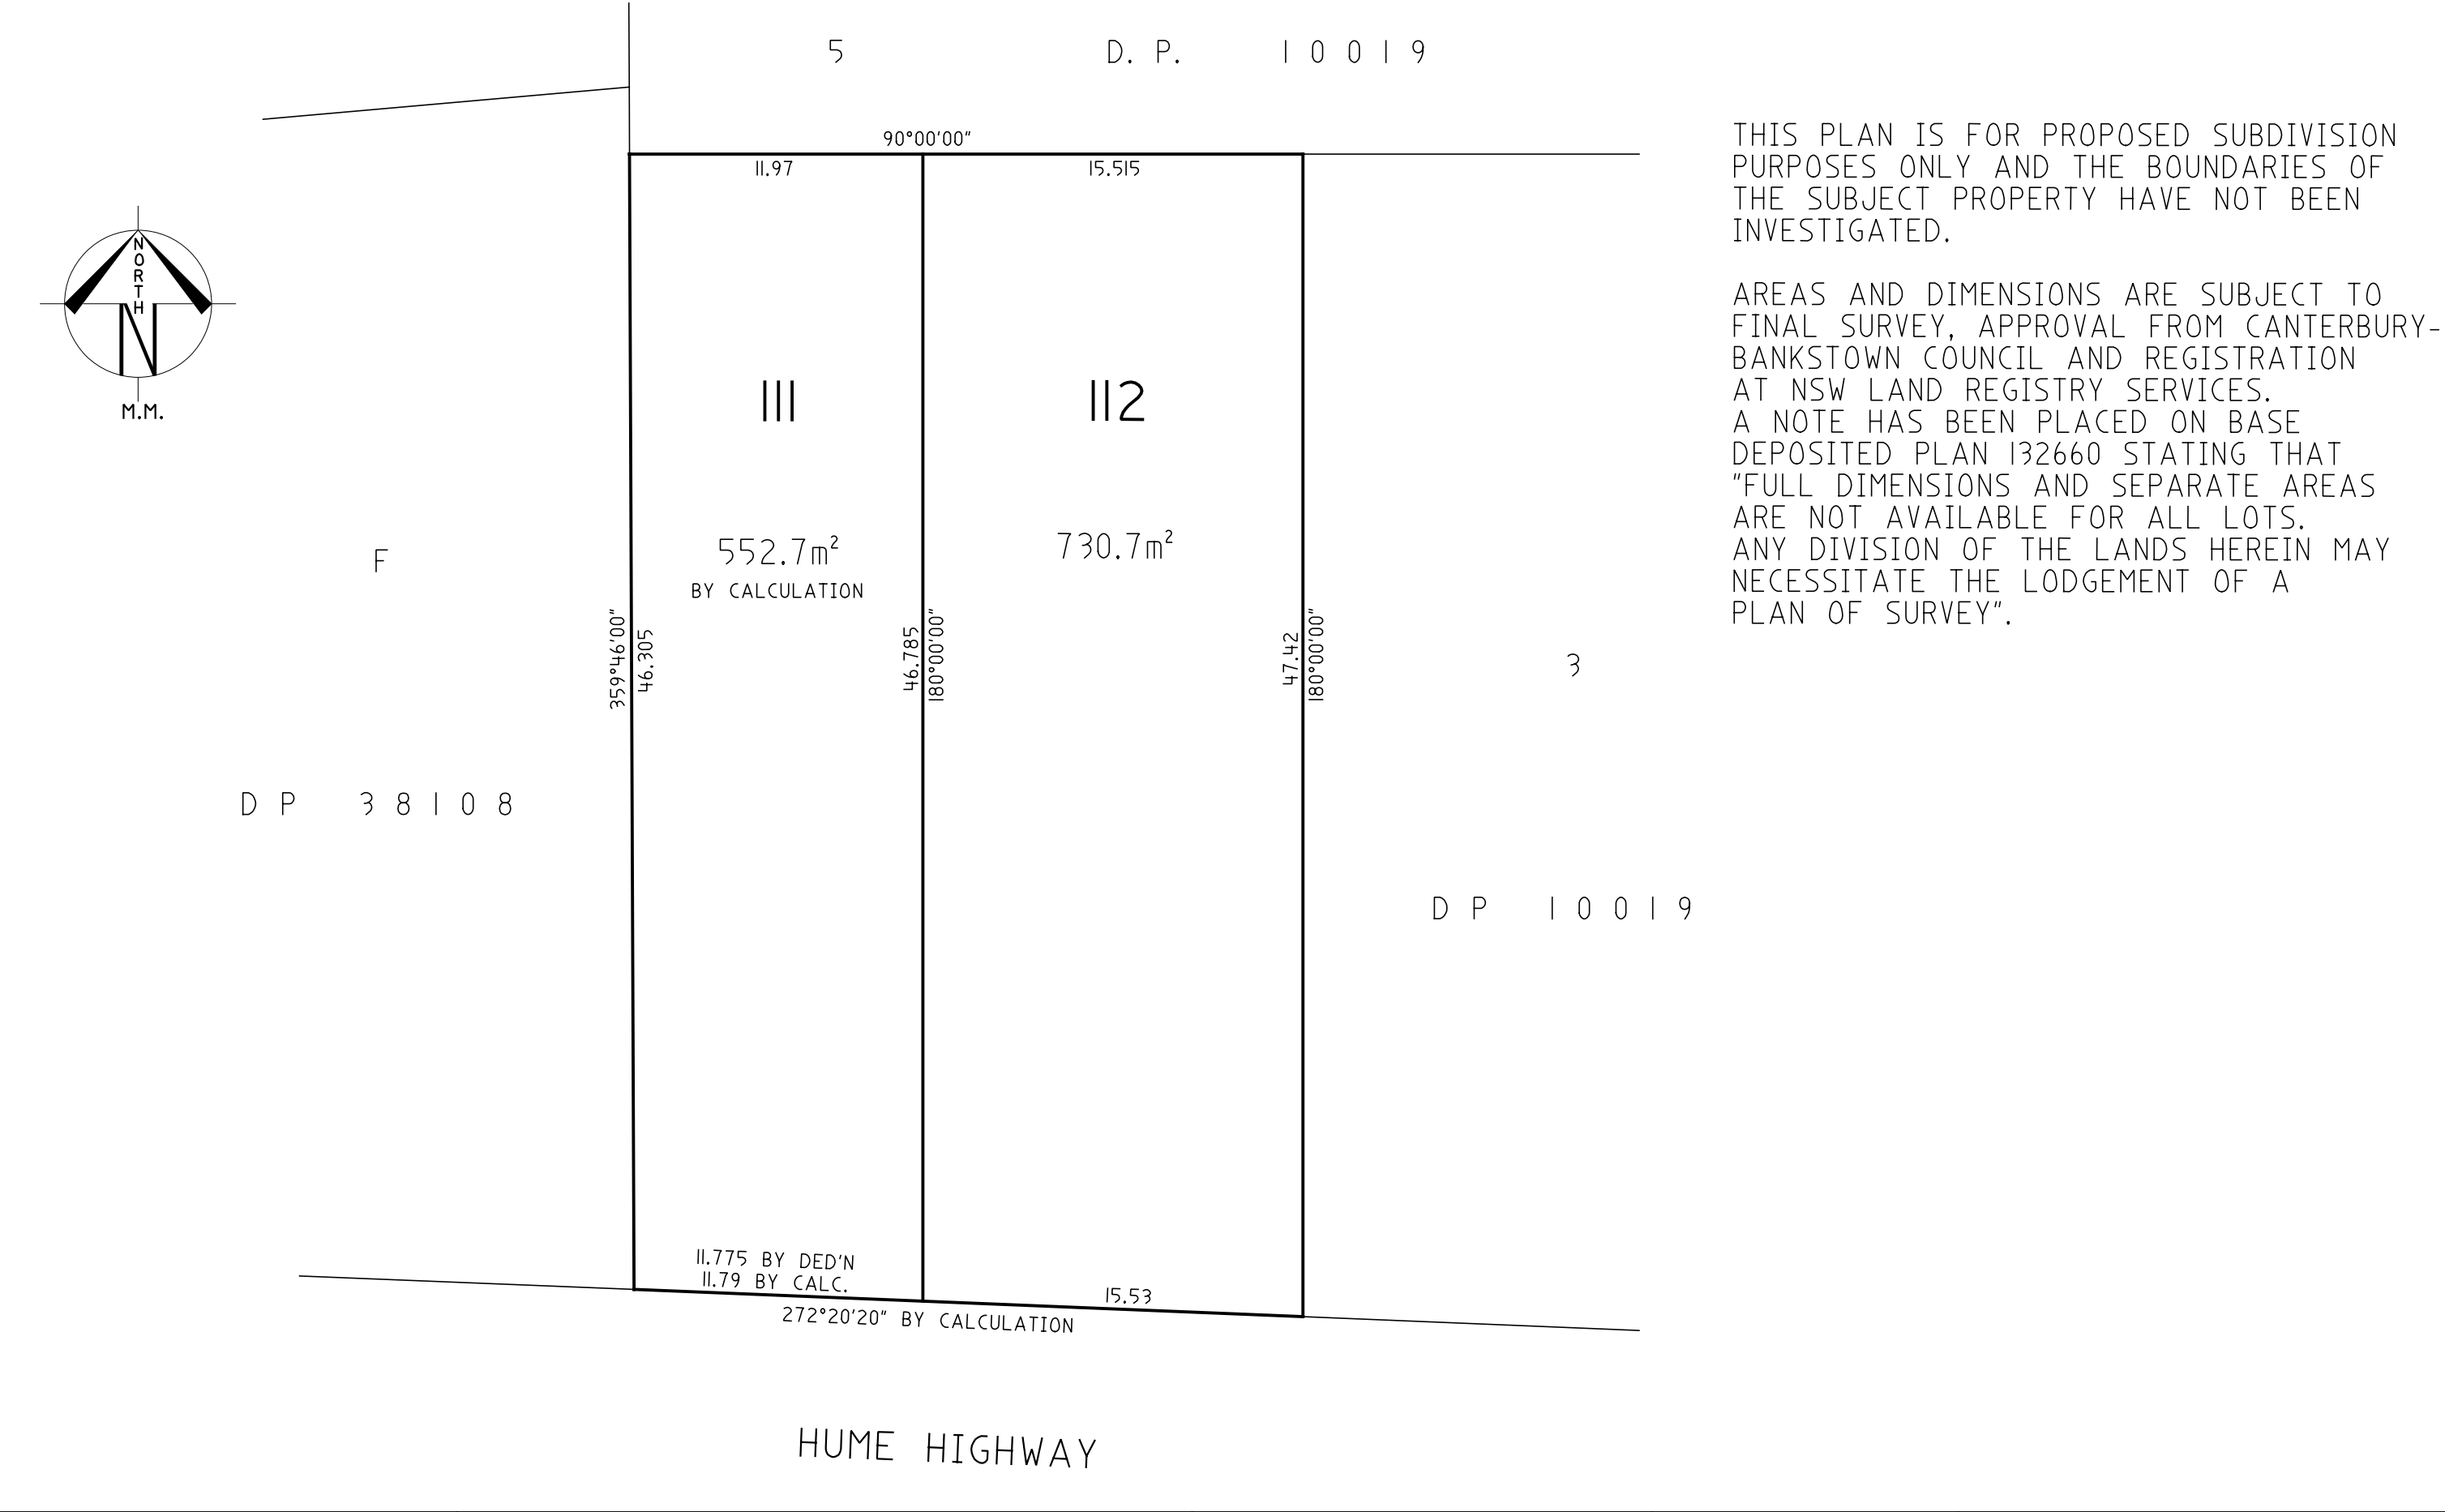 5 D. P. 10019
90°00'00"
11.97 15.515
THIS PLAN IS FOR PROPOSED SUBDIVISION
PURPOSES ONLY AND THE BOUNDARIES OF
THE SUBJECT PROPERTY HAVE NOT BEEN
INVESTIGATED.
AREAS AND DIMENSIONS ARE SUBJECT TO
FINAL SURVEY, APPROVAL FROM CANTERBURY-
BANKSTOWN COUNCIL AND REGISTRATION
AT NSW LAND REGISTRY SERVICES.
A NOTE HAS BEEN PLACED ON BASE
DEPOSITED PLAN 132660 STATING THAT
"FULL DIMENSIONS AND SEPARATE AREAS
ARE NOT AVAILABLE FOR ALL LOTS.
ANY DIVISION OF THE LANDS HEREIN MAY
NECESSITATE THE LODGEMENT OF A
PLAN OF SURVEY".
NORTH
N
M.M.
111 112
F
552.7m² 730.7m²
BY CALCULATION
359°46'00"
46.305
46.785
180°00'00"
47.42
180°00'00"
3
DP 38108
DP 10019
11.775 BY DED'N
11.79 BY CALC.
15.53
272°20'20" BY CALCULATION
HUME HIGHWAY